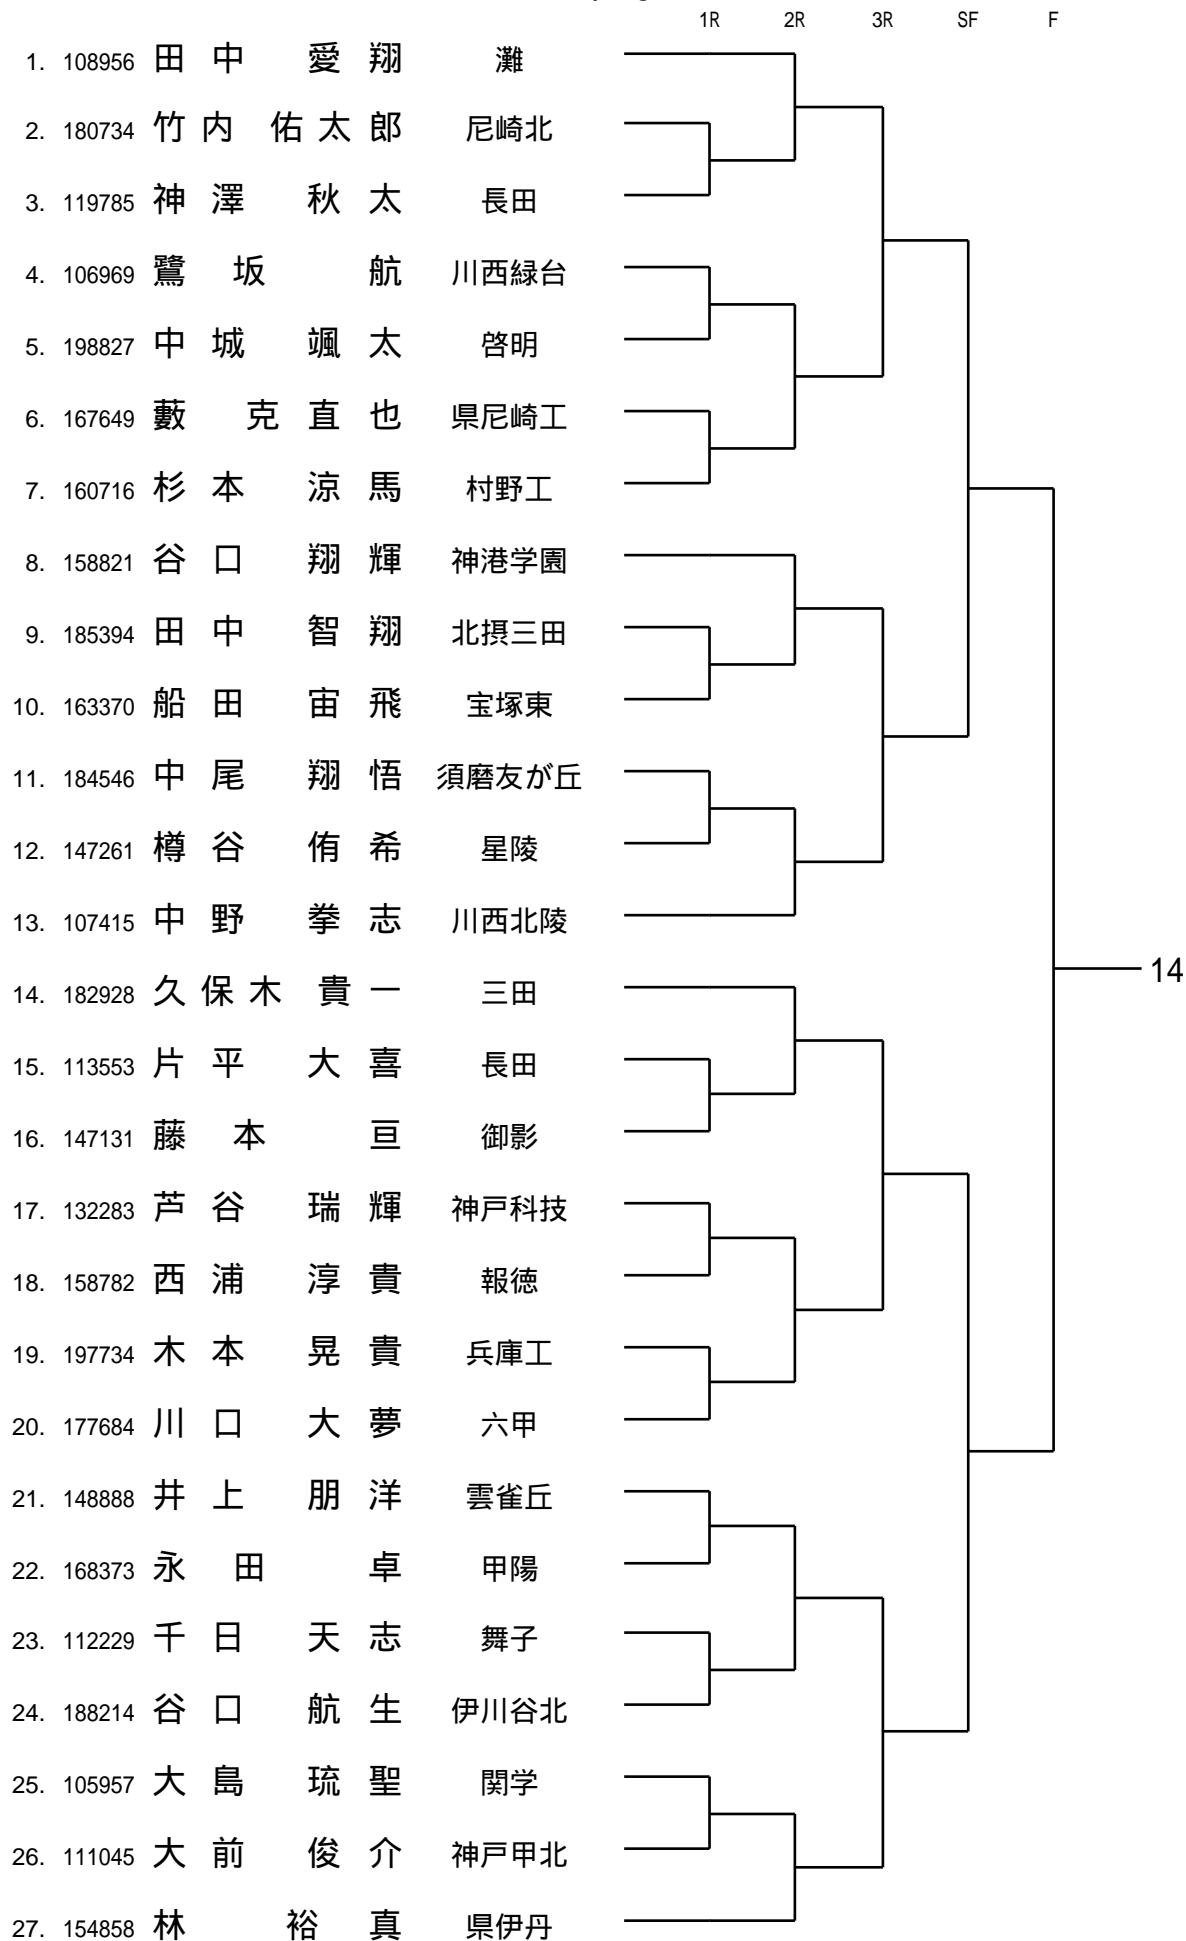 1R 2R 3R SF F
1. 108956 田中 愛翔 灘
2. 180734 竹内 佑太郎 尼崎北
3. 119785 神澤 秋太 長田
4. 106969 鷺坂 航 川西緑台
5. 198827 中城 颯太 啓明
6. 167649 藪 克直也 県尼崎工
7. 160716 杉本 涼馬 村野工
8. 158821 谷口 翔輝 神港学園
9. 185394 田中 智翔 北摂三田
10. 163370 船田 宙飛 宝塚東
11. 184546 中尾 翔悟 須磨友が丘
12. 147261 樽谷 侑希 星陵
13. 107415 中野 拳志 川西北陵
14
14. 182928 久保木 貴一 三田
15. 113553 片平 大喜 長田
16. 147131 藤本 亘 御影
17. 132283 芦谷 瑞輝 神戸科技
18. 158782 西浦 淳貴 報徳
19. 197734 木本 晃貴 兵庫工
20. 177684 川口 大夢 六甲
21. 148888 井上 朋洋 雲雀丘
22. 168373 永田 卓 甲陽
23. 112229 千日 天志 舞子
24. 188214 谷口 航生 伊川谷北
25. 105957 大島 琉聖 関学
26. 111045 大前 俊介 神戸甲北
27. 154858 林 裕真 県伊丹